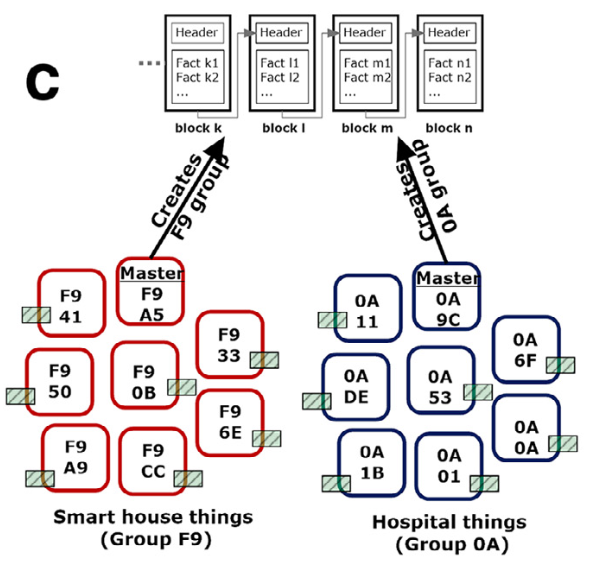 C
Header
Header
Header
Header
Fact k1
Fact k2
...
Fact l1
Fact l2
...
Fact m1
Fact m2
...
Fact n1
Fact n2
...
block k
block l
block m
block n
Creates
F9 group
Creates
0A group
Master
F9
A5
F9
41
F9
33
F9
50
F9
0B
F9
6E
F9
A9
F9
CC
Smart house things
(Group F9)
Master
0A
9C
0A
11
0A
6F
0A
DE
0A
53
0A
0A
0A
1B
0A
01
Hospital things
(Group 0A)